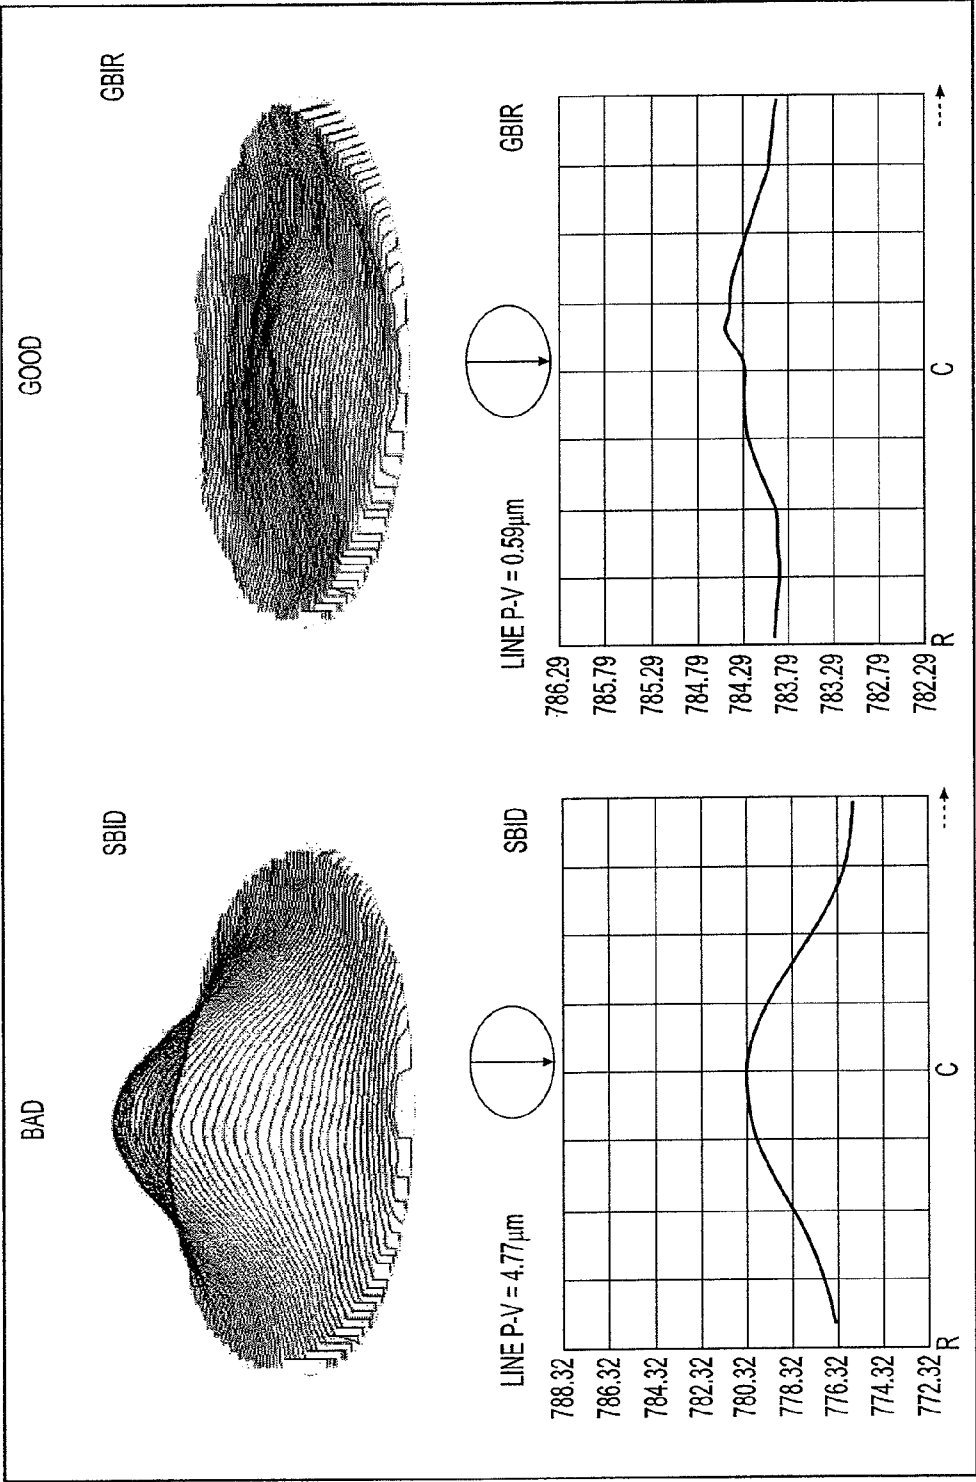 BAD
SBID
LINE P-V = 4.77µm
SBID
788.32
786.32
784.32
782.32
780.32
778.32
776.32
774.32
772.32
R
C
GOOD
GBIR
LINE P-V = 0.59µm
GBIR
786.29
785.79
785.29
784.79
784.29
783.79
783.29
782.79
782.29
R
C